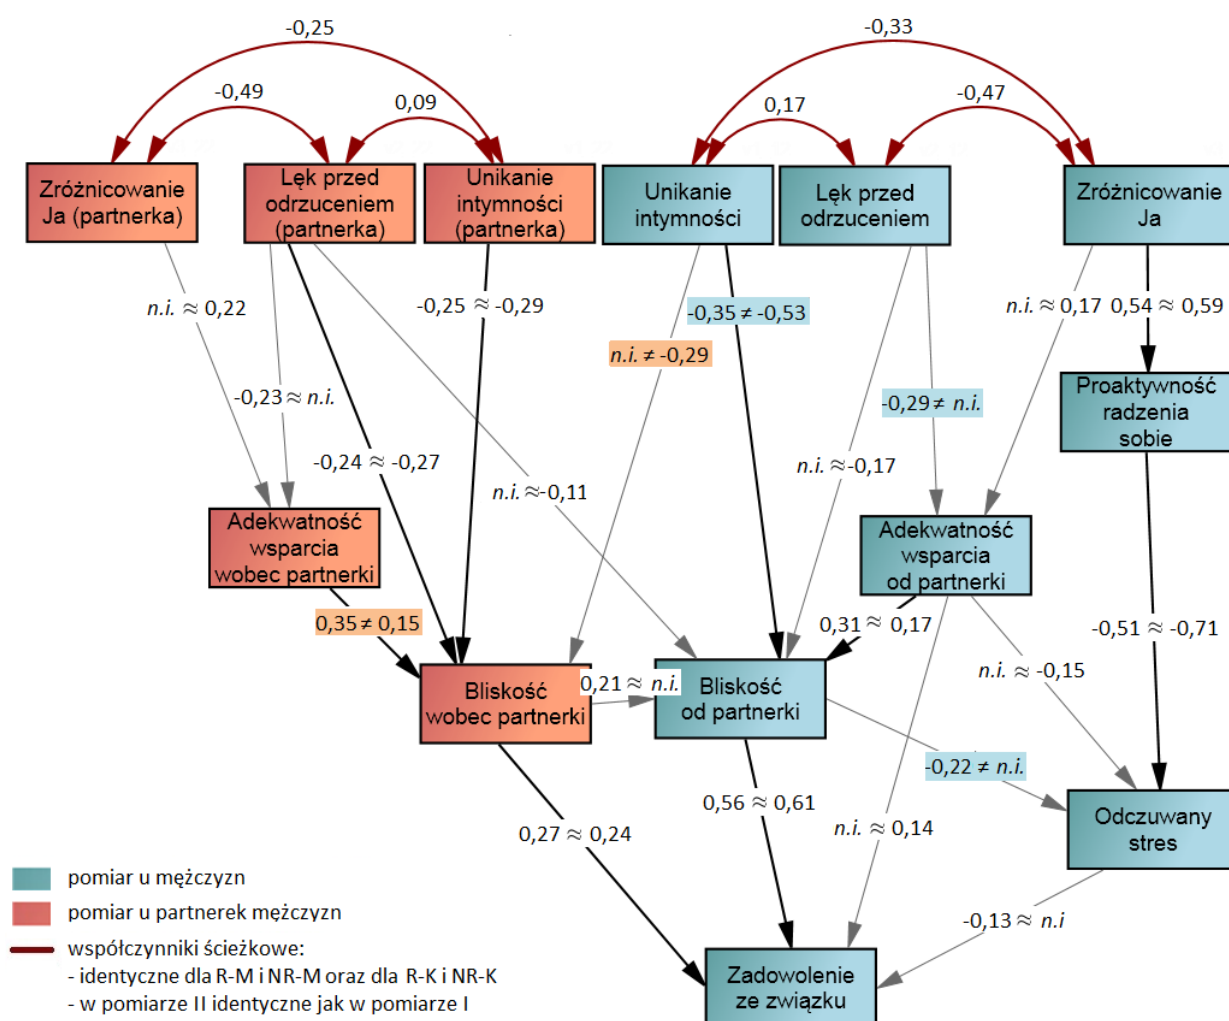 -0,25
-0,33
-0,49
0,09
0,17
-0,47
Zróżnicowanie
Ja (partnerka)
Lęk przed
odrzuceniem
(partnerka)
Unikanie
intymności
(partnerka)
Unikanie
intymności
Lęk przed
odrzuceniem
Zróżnicowanie
Ja
n.i. ≈ 0,22
-0,25 ≈ -0,29
-0,35 ≠ -0,53
n.i. ≈ 0,17
0,54 ≈ 0,59
n.i. ≠ -0,29
-0,23 ≈ n.i.
-0,29 ≠ n.i.
Proaktywność
radzenia
sobie
-0,24 ≈ -0,27
n.i. ≈ -0,11
n.i. ≈ -0,17
Adekwatność
wsparcia
wobec partnerki
Adekwatność
wsparcia
od partnerki
0,35 ≠ 0,15
0,31 ≈ 0,17
-0,51 ≈ -0,71
n.i. ≈ -0,15
Bliskość
wobec partnerki
0,21 ≈ n.i.
Bliskość
od partnerki
-0,22 ≠ n.i.
0,27 ≈ 0,24
0,56 ≈ 0,61
n.i. ≈ 0,14
Odczuwany
stres
-0,13 ≈ n.i
Zadowolenie
ze związku
pomiar u mężczyzn
pomiar u partnerek mężczyzn
współczynniki ścieżkowe:
- identyczne dla R-M i NR-M oraz dla R-K i NR-K
- w pomiarze II identyczne jak w pomiarze I